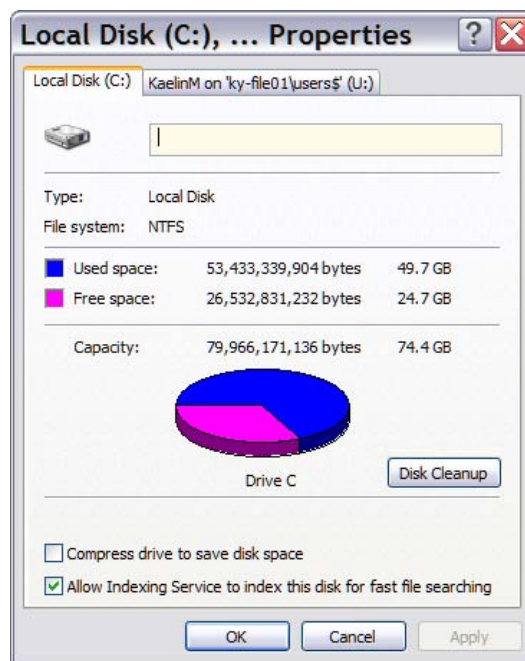 Local Disk (C:), ... Properties
Local Disk (C:) KaelinM on 'ky-file01\users$' (U:)
Type: Local Disk
File system: NTFS
Used space: 53,433,339,904 bytes 49.7 GB
Free space: 26,532,831,232 bytes 24.7 GB
Capacity: 79,966,171,136 bytes 74.4 GB
Drive C
Disk Cleanup
Compress drive to save disk space
Allow Indexing Service to index this disk for fast file searching
OK Cancel Apply